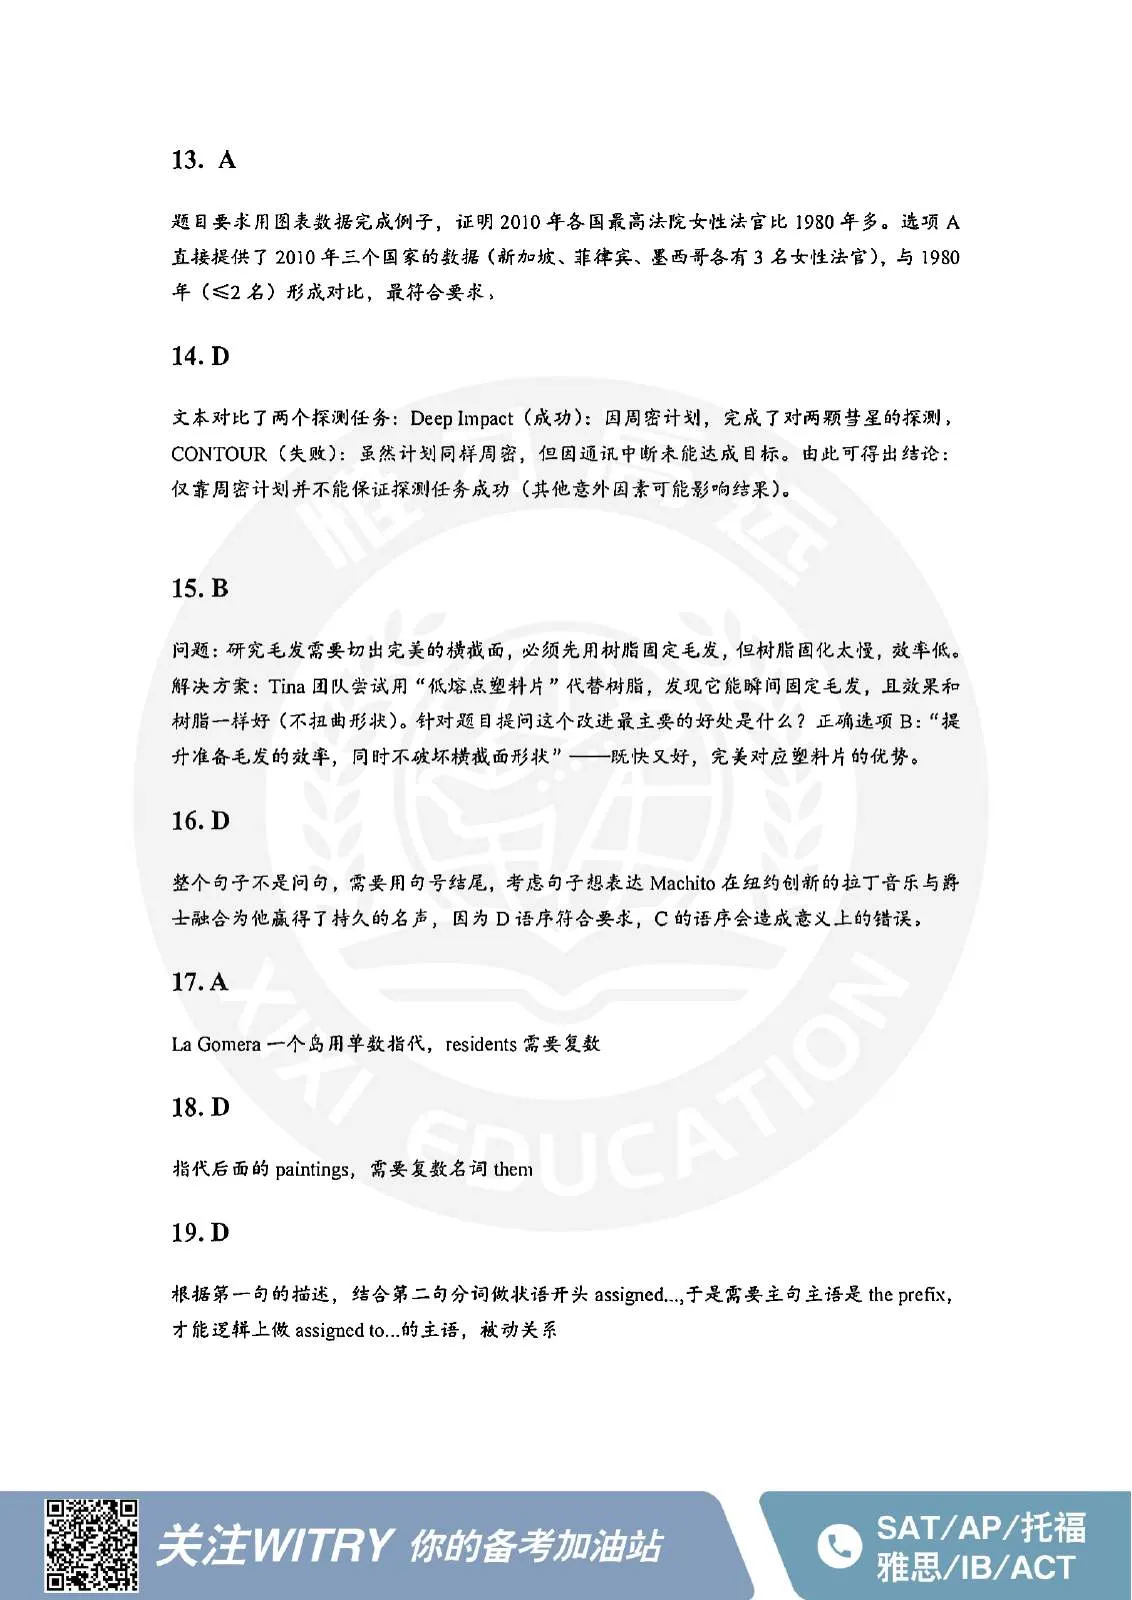 13. A
题目要求用图表数据完成例子，证明 2010 年各国最高法院女性法官比 1980 年多。选项 A
直接提供了 2010 年三个国家的数据（新加坡、菲律宾、墨西哥各有 3 名女性法官），与 1980
年（≤2 名）形成对比，最符合要求。
14. D
文本对比了两个探测任务：Deep Impact（成功）：因周密计划，完成了对两颗彗星的探测。
CONTOUR（失败）：虽然计划同样周密，但因通讯中断未能达成目标。由此可得出结论：
仅靠周密计划并不能保证探测任务成功（其他意外因素可能影响结果）。
惟寸高远
15. B
问题：研究毛发需要切出完美的横截面，必须先用树脂固定毛发，但树脂固化太慢，效率低。
解决方案：Tina 团队尝试用“低熔点塑料片”代替树脂，发现它能瞬间固定毛发，且效果和
树脂一样好（不扭曲形状）。针对题目提问这个改进最主要的好处是什么？正确选项 B：“提
升准备毛发的效率，同时不破坏横截面形状”——既快又好，完美对应塑料片的优势。
16. D
整个句子不是问句，需要用句号结尾，考虑句子想表达 Machito 在纽约创新的拉丁音乐与爵
士融合为他赢得了持久的名声，因为 D 语序符合要求，C 的语序会造成意义上的错误。
17. A
La Gomera 一个岛用单数指代，residents 需要复数
18. D
指代后面的 paintings，需要复数名词 them
XIXI EDUCATION
19. D
根据第一句的描述，结合第二句分词做状语开头 assigned...,于是需要主句主语是 the prefix，
才能逻辑上做 assigned to...的主语，被动关系
关注WITRY 你的备考加油站
SAT/AP/托福
雅思/IB/ACT